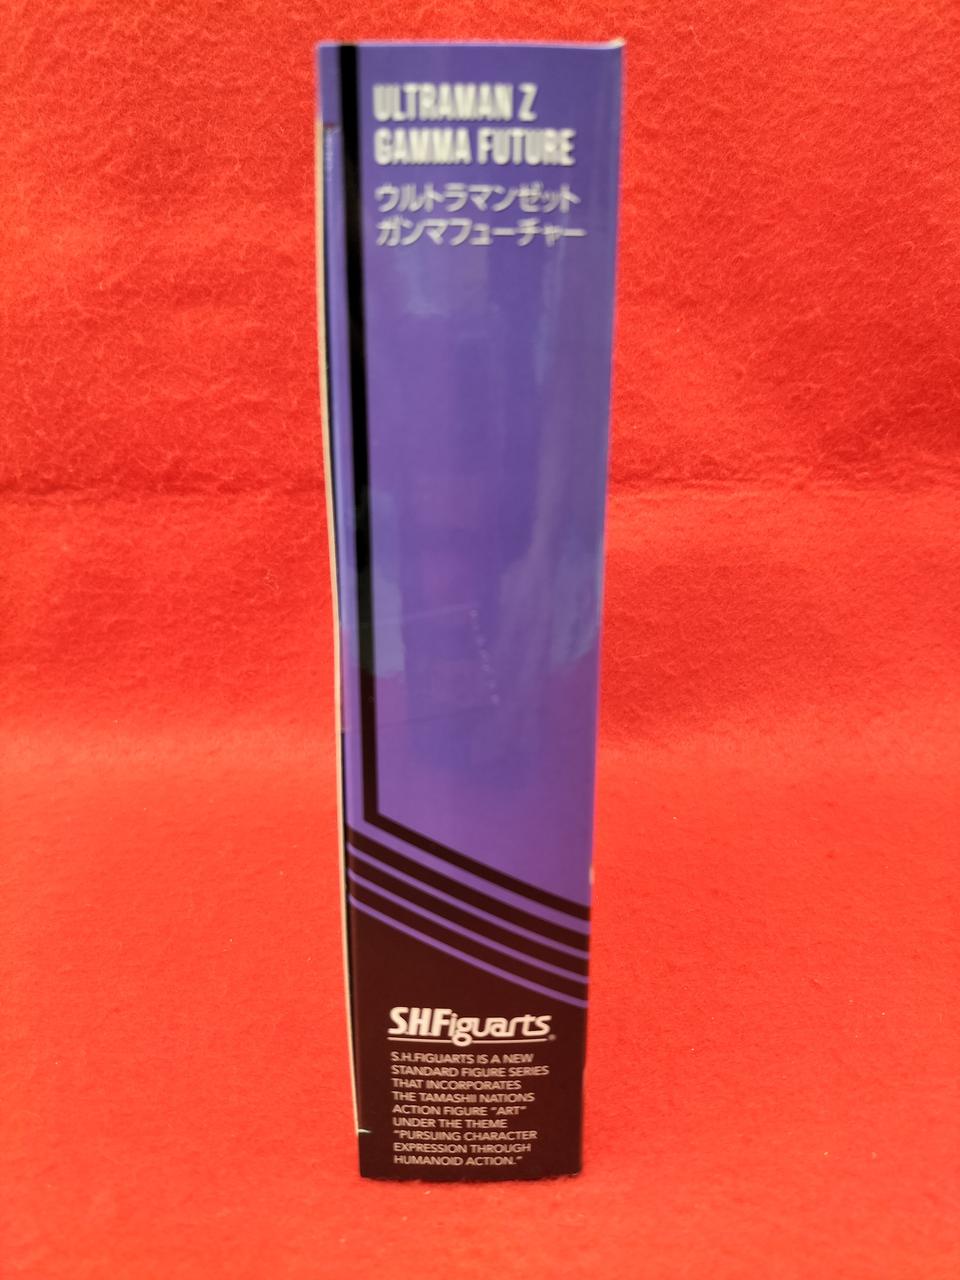 ULTRAMAN Z
GAMMA FUTURE
ウルトラマンゼット
ガンマフューチャー
S.H.Figuarts
S.H.FIGUARTS IS A NEW
STANDARD FIGURE SERIES
THAT INCORPORATES
THE TAMASHII NATIONS
ACTION FIGURE "ART"
UNDER THE THEME
"PURSUING CHARACTER
EXPRESSION THROUGH
HUMANOID ACTION."